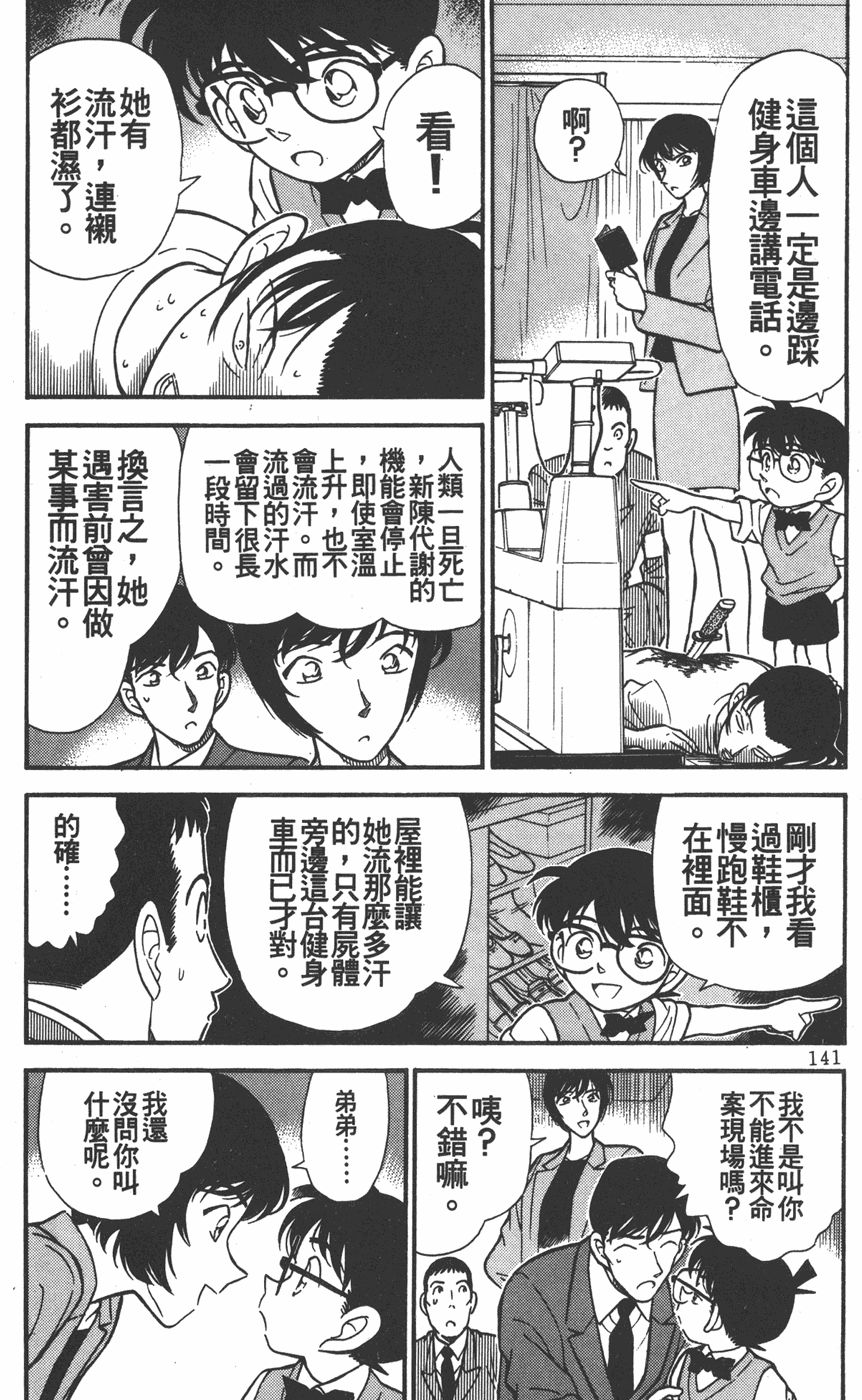 這個人一定是邊踩
健身車邊講電話。
啊？
看！
她有
流汗，連襯
衫都濕了。
人類一旦死亡
，新陳代謝的
機能會停止
，即使室溫
上升，也不
會流汗。而
流過的汗水
會留下很長
一段時間。
換言之，她
遇害前曾因做
某事而流汗。
剛才我看
過鞋櫃，
慢跑鞋不
在裡面。
屋裡能讓
她流那麼多汗
的，只有屍體
旁邊這台健身
車而已才對。
的確……
141
我不是叫你
不能進來命
案現場嗎？
咦？
不錯嘛。
弟弟……
我還
沒問你叫
什麼呢。